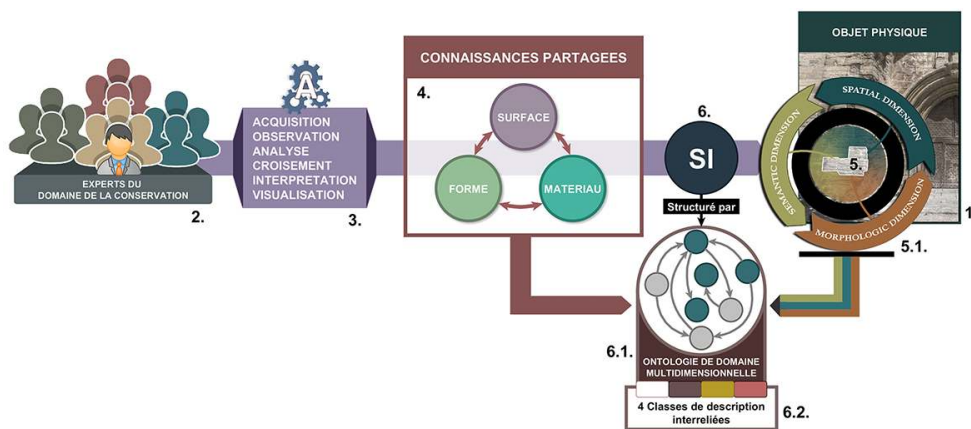 EXPERTS DU
DOMAINE DE LA CONSERVATION
2.
A
ACQUISITION
OBSERVATION
ANALYSE
CROISEMENT
INTERPRETATION
VISUALISATION
3.
CONNAISSANCES PARTAGEES
4.
SURFACE
FORME
MATERIAU
6.
SI
Structuré par
OBJET PHYSIQUE
SEMANTIC DIMENSION
SPATIAL DIMENSION
MORPHOLOGIC DIMENSION
5.
1
5.1.
6.1.
ONTOLOGIE DE DOMAINE
MULTIDIMENSIONNELLE
4 Classes de description
interreliées
6.2.